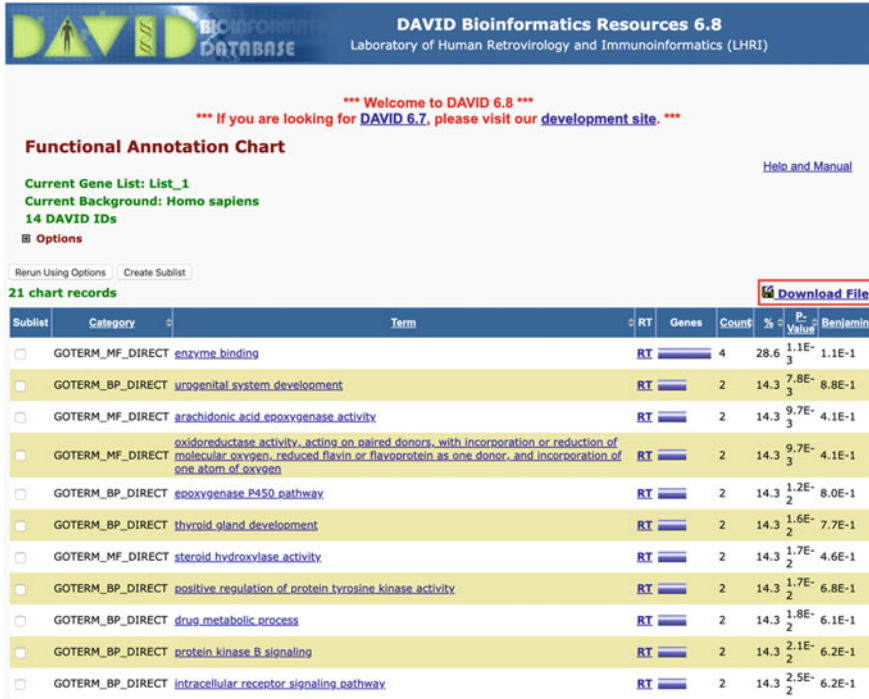 DAVID BIOINFORMATICS DATABASE
DAVID Bioinformatics Resources 6.8
Laboratory of Human Retrovirology and Immunoinformatics (LHRI)
*** Welcome to DAVID 6.8 ***
*** If you are looking for DAVID 6.7, please visit our development site. ***
Functional Annotation Chart
Help and Manual
Current Gene List: List_1
Current Background: Homo sapiens
14 DAVID IDs
Options
Rerun Using Options Create Sublist
21 chart records
Download File
Sublist Category Term RT Genes Count % P-Value Benjamin
GOTERM_MF_DIRECT enzyme binding RT 4 28.6 1.1E-3 1.1E-1
GOTERM_BP_DIRECT urogenital system development RT 2 14.3 7.8E-3 8.8E-1
GOTERM_MF_DIRECT arachidonic acid epoxygenase activity RT 2 14.3 9.7E-3 4.1E-1
oxidoreductase activity, acting on paired donors, with incorporation or reduction of
GOTERM_MF_DIRECT molecular oxygen, reduced flavin or flavoprotein as one donor, and incorporation of RT 2 14.3 9.7E-3 4.1E-1
one atom of oxygen
GOTERM_BP_DIRECT epoxygenase P450 pathway RT 2 14.3 1.2E-2 8.0E-1
GOTERM_BP_DIRECT thyroid gland development RT 2 14.3 1.6E-2 7.7E-1
GOTERM_MF_DIRECT steroid hydroxylase activity RT 2 14.3 1.7E-2 4.6E-1
GOTERM_BP_DIRECT positive regulation of protein tyrosine kinase activity RT 2 14.3 1.7E-2 6.8E-1
GOTERM_BP_DIRECT drug metabolic process RT 2 14.3 1.8E-2 6.1E-1
GOTERM_BP_DIRECT protein kinase B signaling RT 2 14.3 2.1E-2 6.2E-1
GOTERM_BP_DIRECT intracellular receptor signaling pathway RT 2 14.3 2.5E-2 6.2E-1